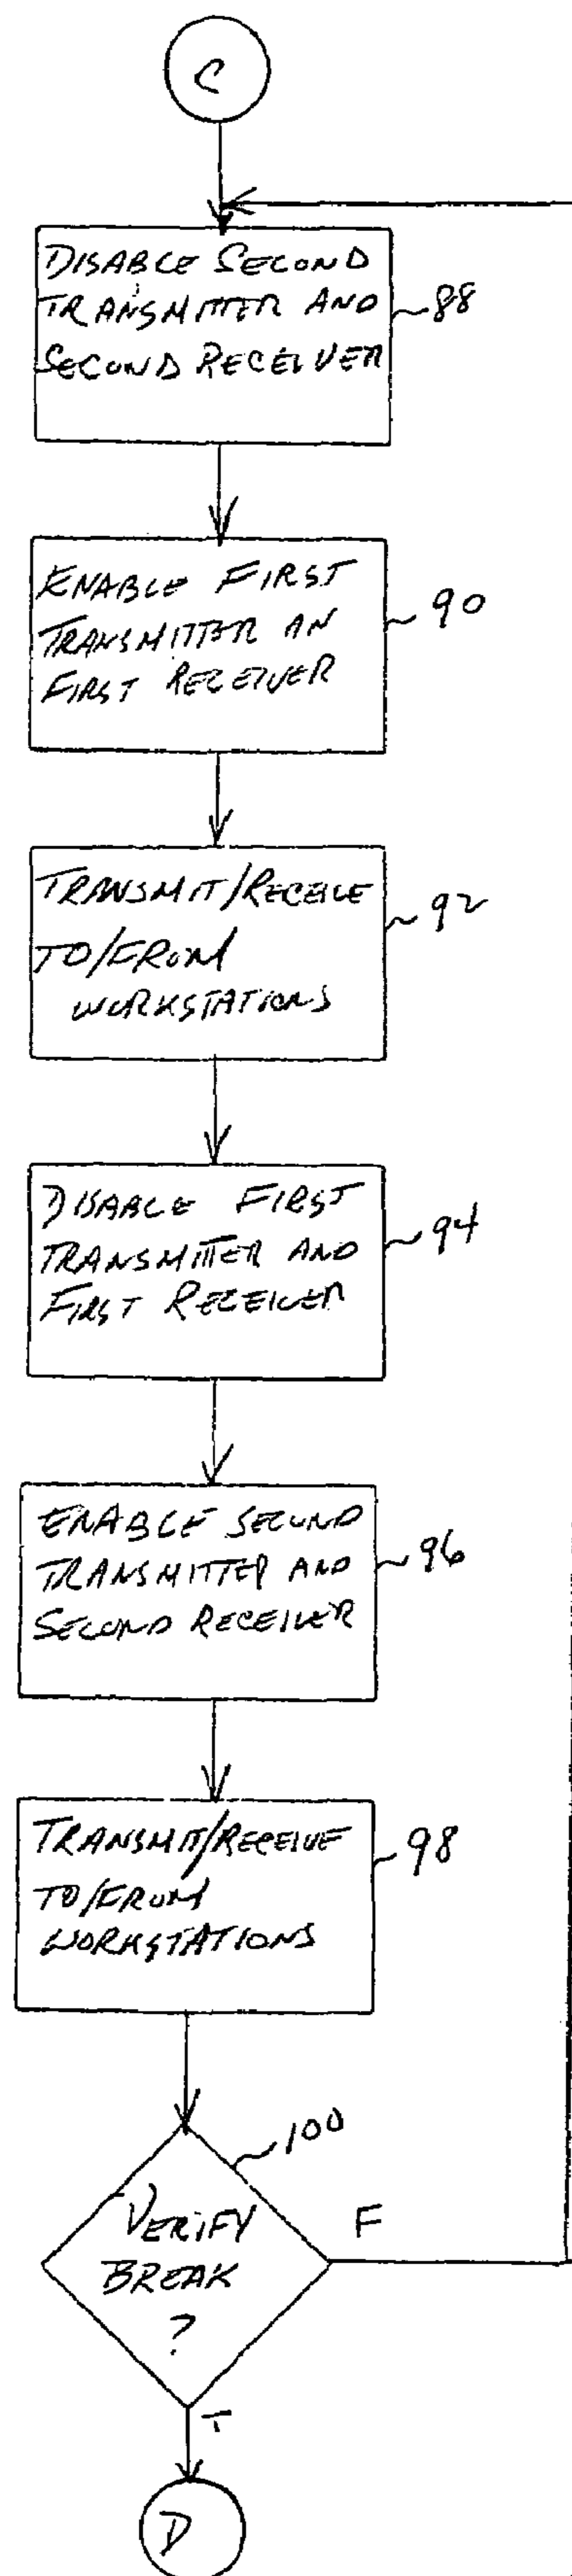 C
DISABLE SECOND
TRANSMITTER AND
SECOND RECEIVER
88
ENABLE FIRST
TRANSMITTER AN
FIRST RECEIVER
90
TRANSMIT/RECEIVE
TO/FROM
WORKSTATIONS
92
DISABLE FIRST
TRANSMITTER AND
FIRST RECEIVER
94
ENABLE SECOND
TRANSMITTER AND
SECOND RECEIVER
96
TRANSMIT/RECEIVE
TO/FROM
WORKSTATIONS
98
100
VERIFY
BREAK
?
F
T
D